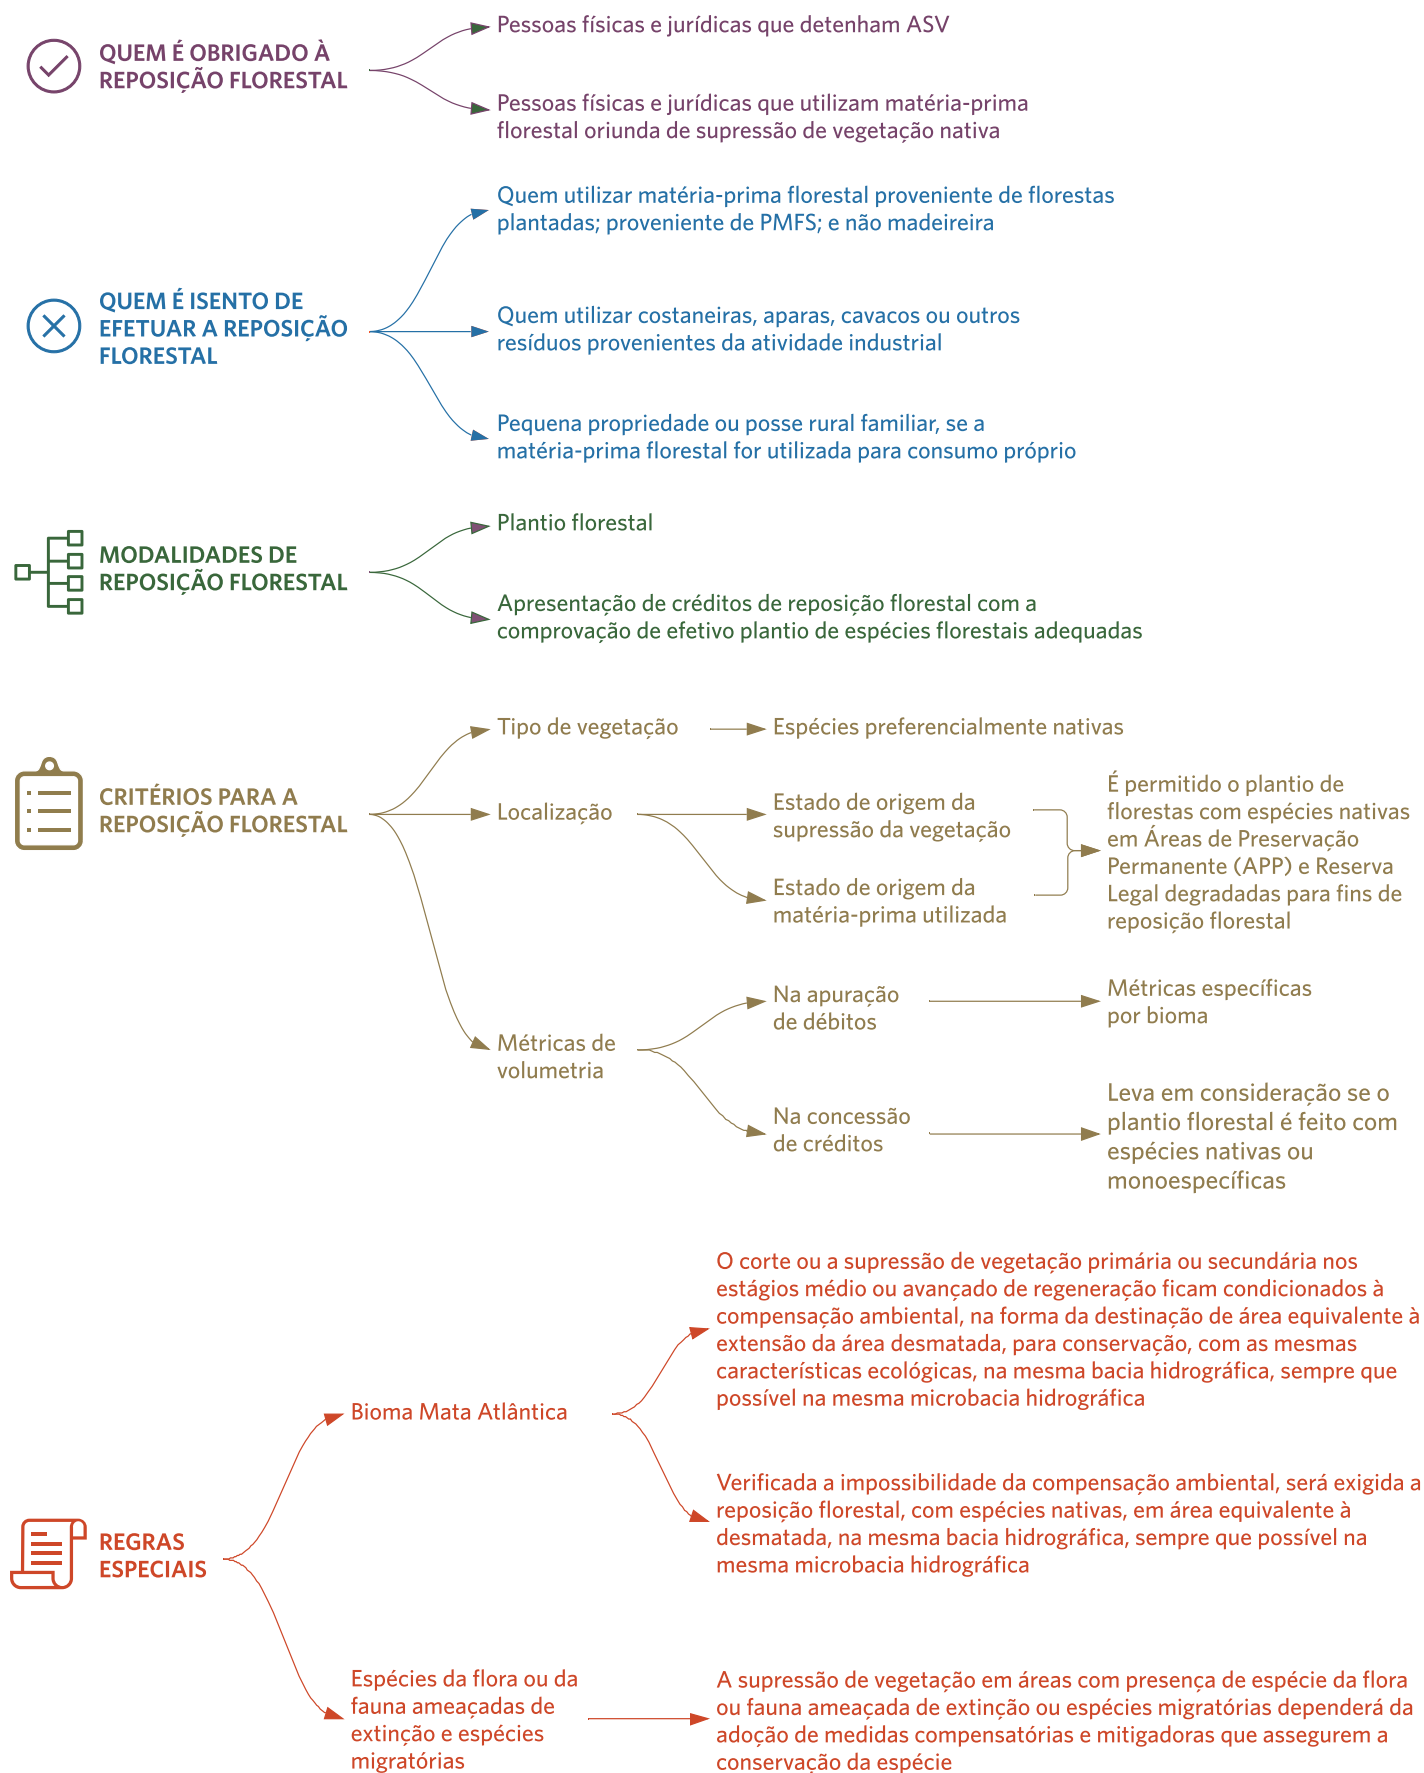 QUEM É OBRIGADO À
REPOSIÇÃO FLORESTAL
Pessoas físicas e jurídicas que detenham ASV
Pessoas físicas e jurídicas que utilizam matéria-prima
florestal oriunda de supressão de vegetação nativa
QUEM É ISENTO DE
EFETUAR A REPOSIÇÃO
FLORESTAL
Quem utilizar matéria-prima florestal proveniente de florestas
plantadas; proveniente de PMFS; e não madeireira
Quem utilizar costaneiras, aparas, cavacos ou outros
resíduos provenientes da atividade industrial
Pequena propriedade ou posse rural familiar, se a
matéria-prima florestal for utilizada para consumo próprio
MODALIDADES DE
REPOSIÇÃO FLORESTAL
Plantio florestal
Apresentação de créditos de reposição florestal com a
comprovação de efetivo plantio de espécies florestais adequadas
CRITÉRIOS PARA A
REPOSIÇÃO FLORESTAL
Tipo de vegetação
Espécies preferencialmente nativas
Localização
Estado de origem da
supressão da vegetação
Estado de origem da
matéria-prima utilizada
É permitido o plantio de
florestas com espécies nativas
em Áreas de Preservação
Permanente (APP) e Reserva
Legal degradadas para fins de
reposição florestal
Métricas de
volumetria
Na apuração
de débitos
Métricas específicas
por bioma
Na concessão
de créditos
Leva em consideração se o
plantio florestal é feito com
espécies nativas ou
monoespecíficas
REGRAS
ESPECIAIS
Bioma Mata Atlântica
O corte ou a supressão de vegetação primária ou secundária nos
estágios médio ou avançado de regeneração ficam condicionados à
compensação ambiental, na forma da destinação de área equivalente à
extensão da área desmatada, para conservação, com as mesmas
características ecológicas, na mesma bacia hidrográfica, sempre que
possível na mesma microbacia hidrográfica
Verificada a impossibilidade da compensação ambiental, será exigida a
reposição florestal, com espécies nativas, em área equivalente à
desmatada, na mesma bacia hidrográfica, sempre que possível na
mesma microbacia hidrográfica
Espécies da flora ou da
fauna ameaçadas de
extinção e espécies
migratórias
A supressão de vegetação em áreas com presença de espécie da flora
ou fauna ameaçada de extinção ou espécies migratórias dependerá da
adoção de medidas compensatórias e mitigadoras que assegurem a
conservação da espécie